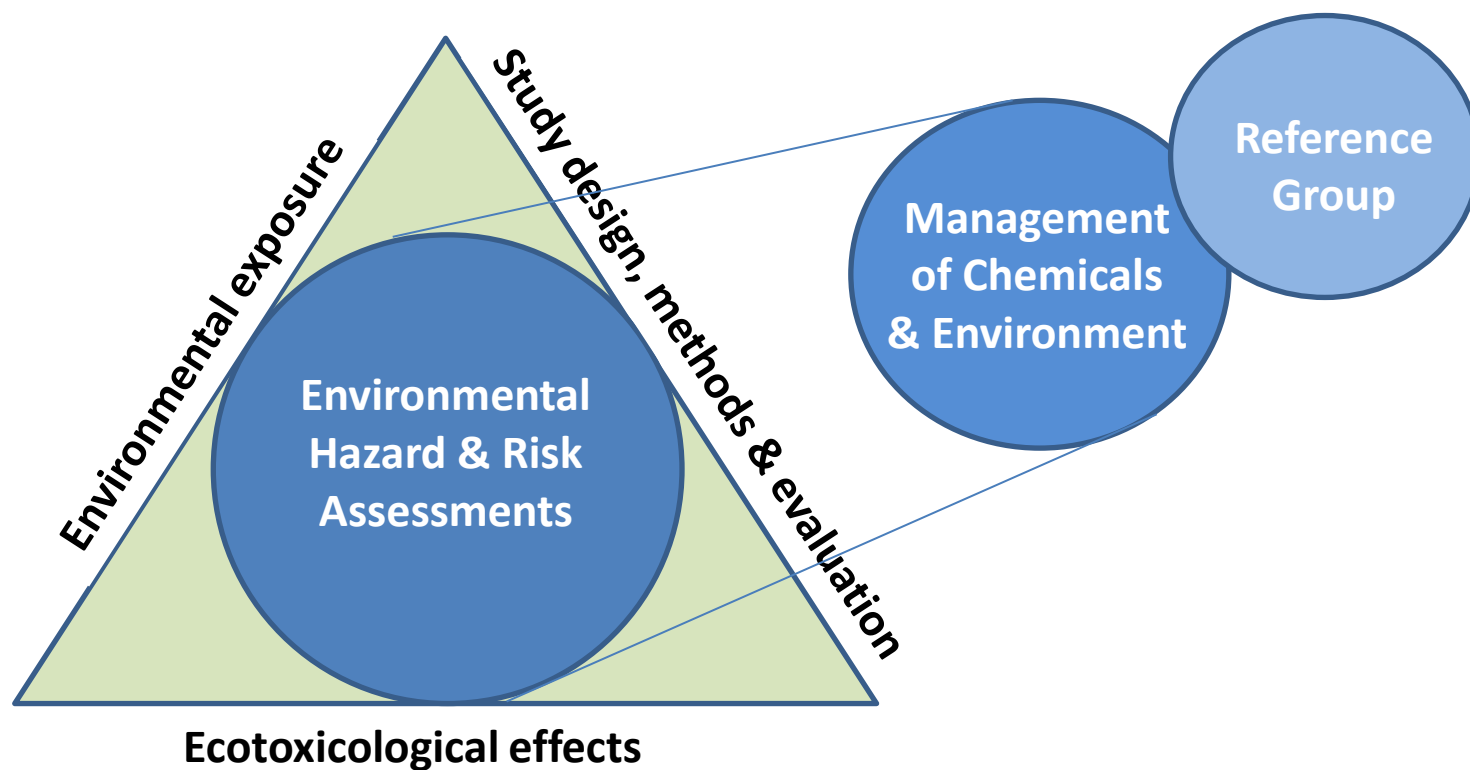 Environmental exposure
Study design, methods & evaluation
Ecotoxicological effects
Environmental
Hazard & Risk
Assessments
Management
of Chemicals
& Environment
Reference
Group